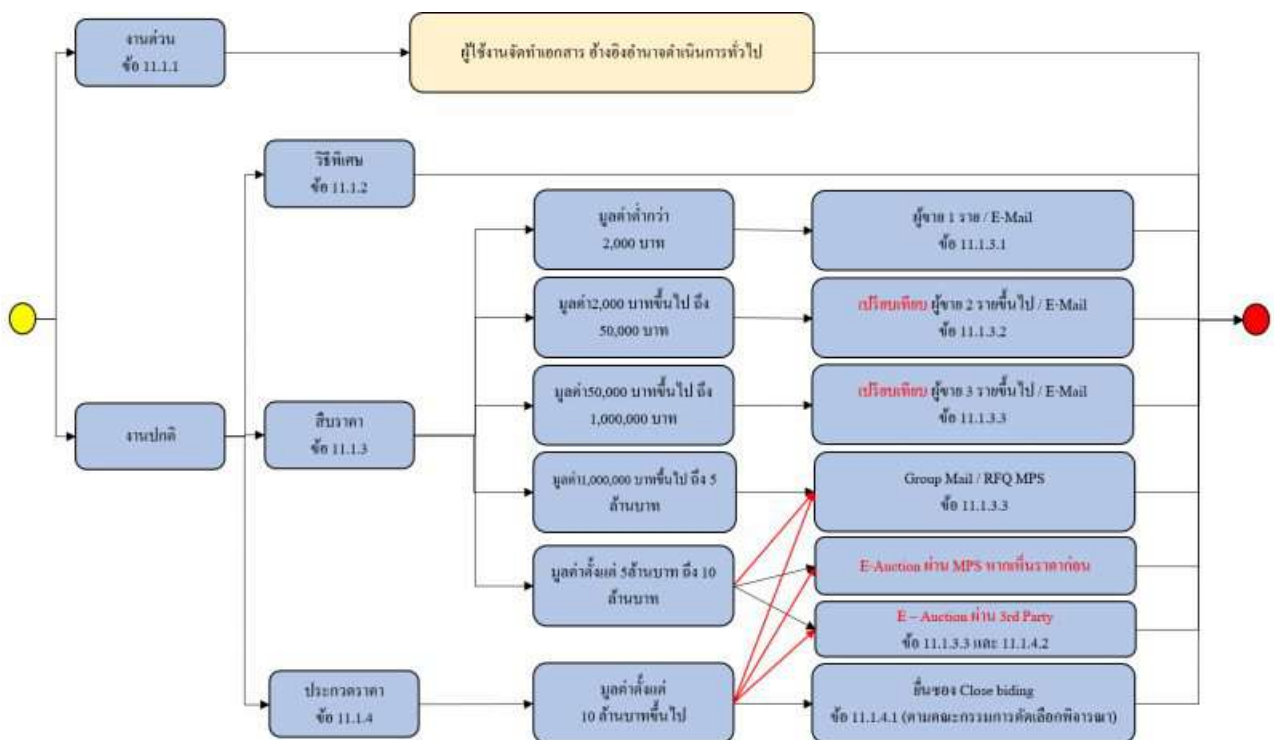 งานด่วน
ข้อ 11.1.1
ผู้ใช้งานจัดทำเอกสาร อ้างอิงอำนาจดำเนินการทั่วไป
วิธีพิเศษ
ข้อ 11.1.2
มูลค่าต่ำกว่า
2,000 บาท
ผู้ขาย 1 ราย / E-Mail
ข้อ 11.1.3.1
มูลค่า2,000 บาทขึ้นไป ถึง
50,000 บาท
เปรียบเทียบ ผู้ขาย 2 รายขึ้นไป / E-Mail
ข้อ 11.1.3.2
งานปกติ
สืบราคา
ข้อ 11.1.3
มูลค่า50,000 บาทขึ้นไป ถึง
1,000,000 บาท
เปรียบเทียบ ผู้ขาย 3 รายขึ้นไป / E-Mail
ข้อ 11.1.3.3
มูลค่า1,000,000 บาทขึ้นไป ถึง 5
ล้านบาท
Group Mail / RFQ MPS
ข้อ 11.1.3.3
มูลค่าตั้งแต่ 5ล้านบาท ถึง 10
ล้านบาท
E-Auction ผ่าน MPS หากเห็นราคาก่อน
E – Auction ผ่าน 3rd Party
ข้อ 11.1.3.3 และ 11.1.4.2
ประกวดราคา
ข้อ 11.1.4
มูลค่าตั้งแต่
10 ล้านบาทขึ้นไป
ยื่นซอง Close biding
ข้อ 11.1.4.1 (ตามคณะกรรมการคัดเลือกพิจารณา)